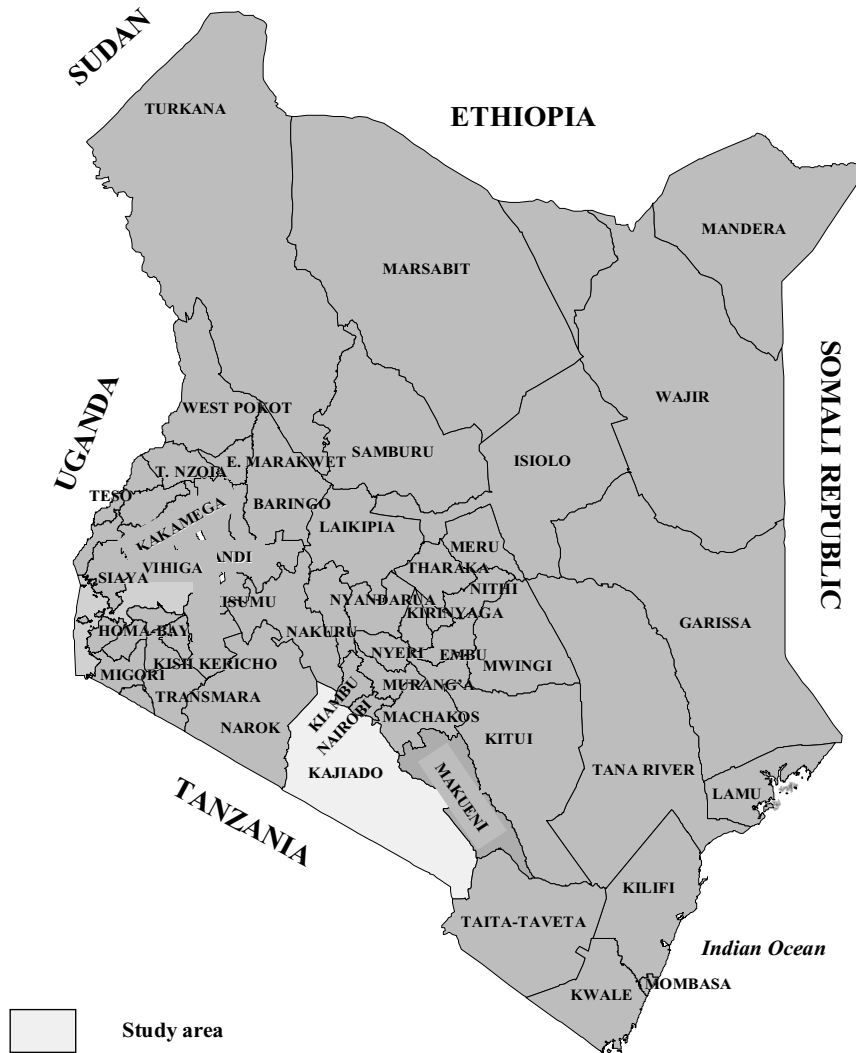 SUDAN
TURKANA
ETHIOPIA
MANDERA
MARSABIT
SOMALI REPUBLIC
UGANDA
WAJIR
WEST POKOT
SAMBURU
ISIOLO
E. MARAKWET
T. NZOIA
TESO
BARINGO
KAKAMEGA
LAIKIPIA
MERU
VIHIGA
ANDI
THARAKA
SIAYA
NITHI
ISUMU
NYANDARUA
KIRINYAGA
GARISSA
HOMA-BAY
NAKURU
NYERI
EMBU
KISII
KERICHO
MWINGI
MIGORI
MURANG'A
TRANSMARA
KIAMBU
MACHAKOS
NAROK
NAIROBI
KITUI
KAJIADO
TANA RIVER
MAKUENI
LAMU
TANZANIA
KILIFI
TAITA-TAVETA
Indian Ocean
MOMBASA
KWALE
Study area